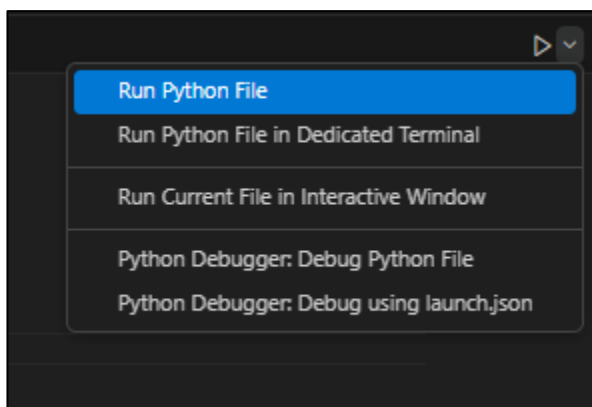 Run Python File
Run Python File in Dedicated Terminal
Run Current File in Interactive Window
Python Debugger: Debug Python File
Python Debugger: Debug using launch.json